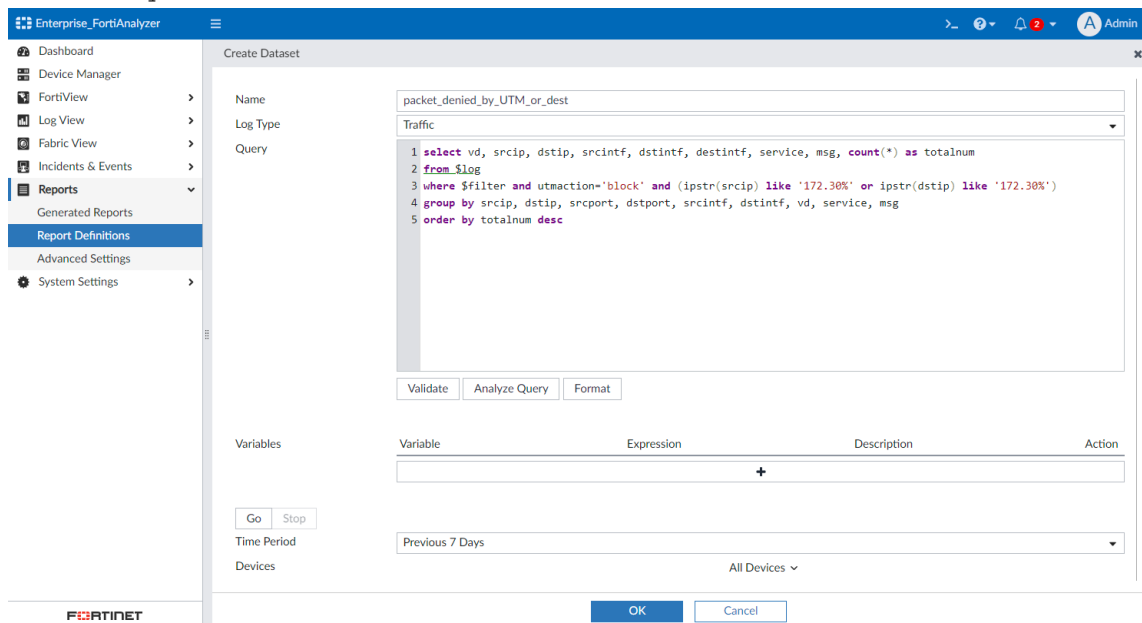 Enterprise_FortiAnalyzer
>_
?
2
A Admin
Dashboard
Device Manager
FortiView
Log View
Fabric View
Incidents & Events
Reports
Generated Reports
Report Definitions
Advanced Settings
System Settings
FORTINET
Create Dataset
Name packet_denied_by_UTM_or_dest
Log Type Traffic
Query
1 select vd, srcip, dstip, srcintf, dstintf, destintf, service, msg, count(*) as totalnum
2 from $log
3 where $filter and utmaction='block' and (ipstr(srcip) like '172.30%' or ipstr(dstip) like '172.30%')
4 group by srcip, dstip, srcport, dstport, srcintf, dstintf, vd, service, msg
5 order by totalnum desc
Validate Analyze Query Format
Variables Variable Expression Description Action
+
Go Stop
Time Period Previous 7 Days
Devices All Devices
OK Cancel